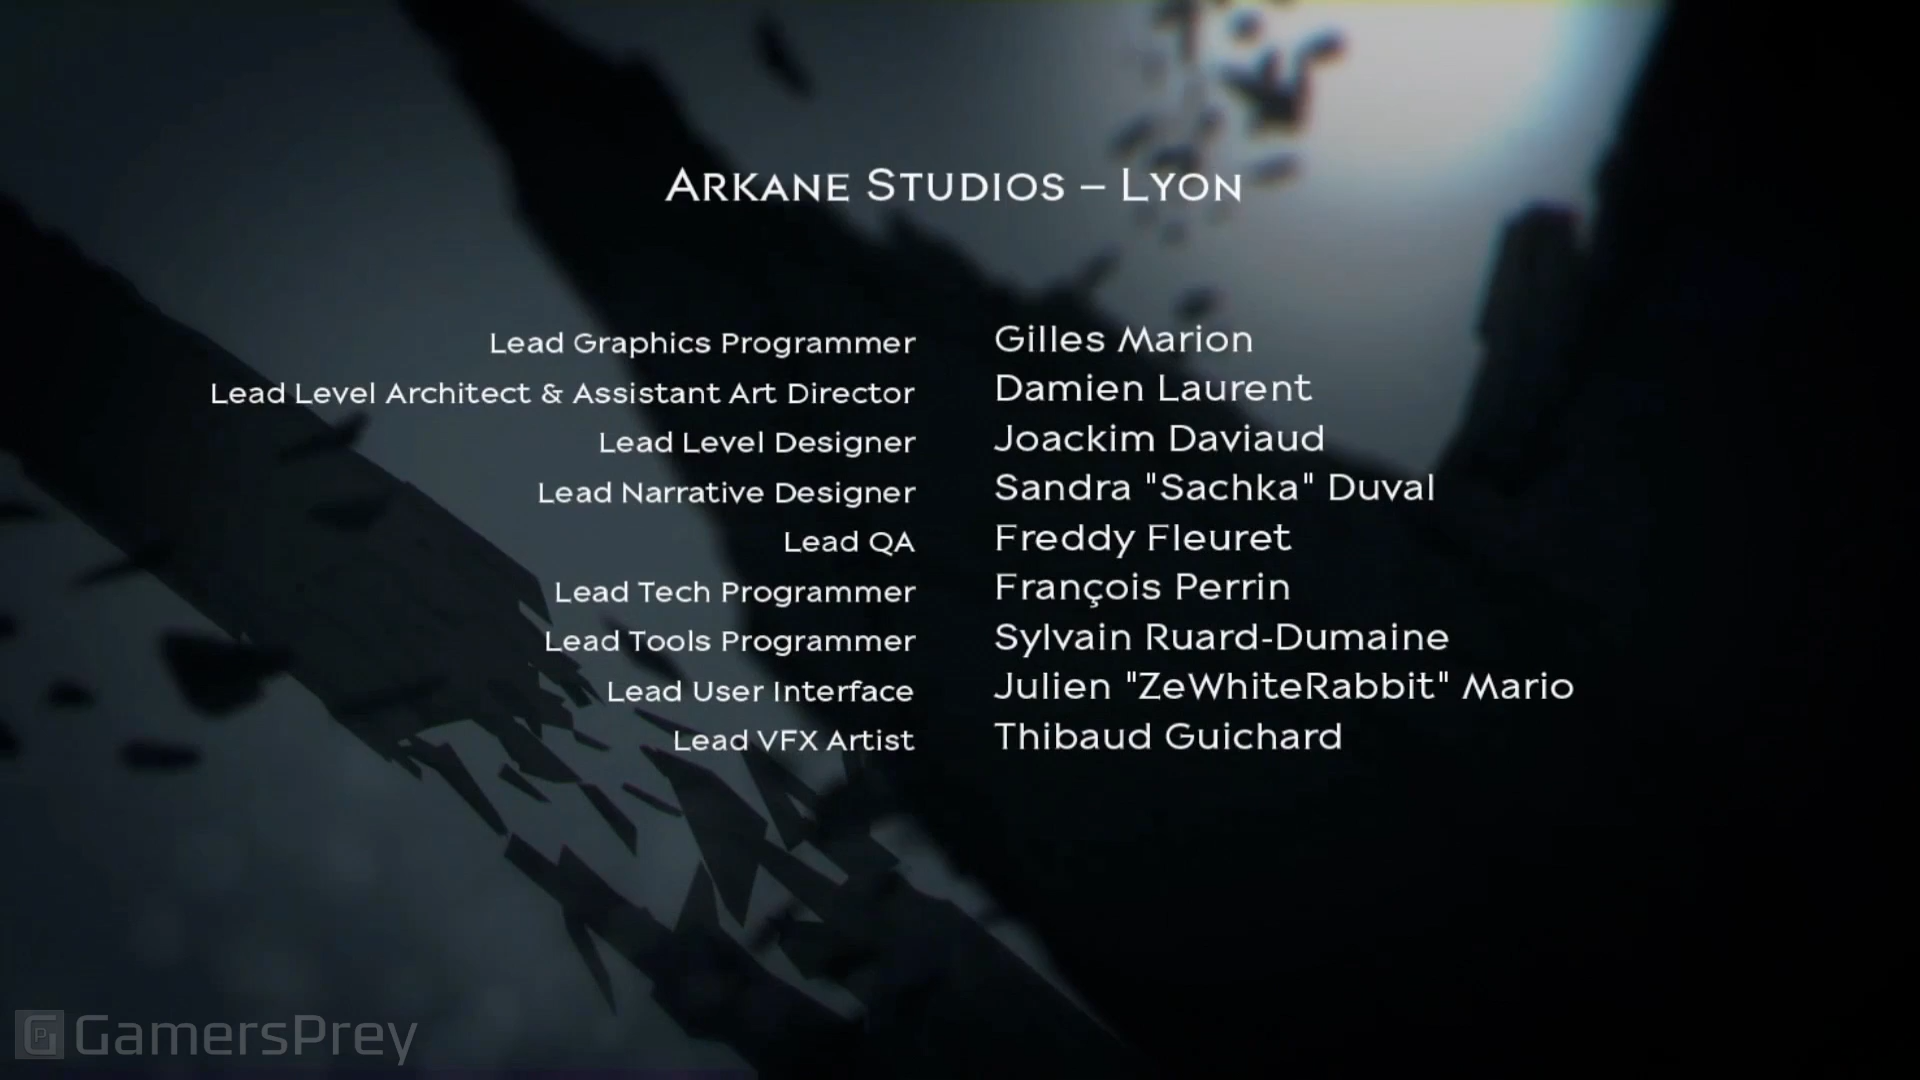 Arkane Studios – Lyon
Lead Graphics Programmer Gilles Marion
Lead Level Architect & Assistant Art Director Damien Laurent
Lead Level Designer Joackim Daviaud
Lead Narrative Designer Sandra "Sachka" Duval
Lead QA Freddy Fleuret
Lead Tech Programmer François Perrin
Lead Tools Programmer Sylvain Ruard-Dumaine
Lead User Interface Julien "ZeWhiteRabbit" Mario
Lead VFX Artist Thibaud Guichard
GamersPrey